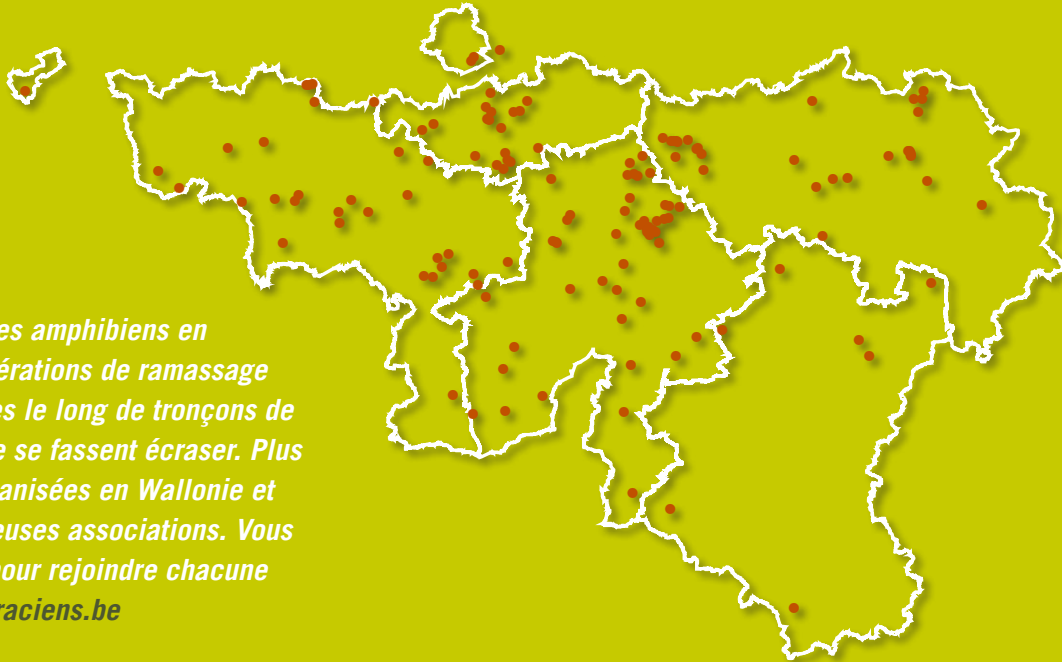 es amphibiens en
érations de ramassage
es le long de tronçons de
e se fassent écraser. Plus
anisées en Wallonie et
euses associations. Vous
pour rejoindre chacune
raciens.be